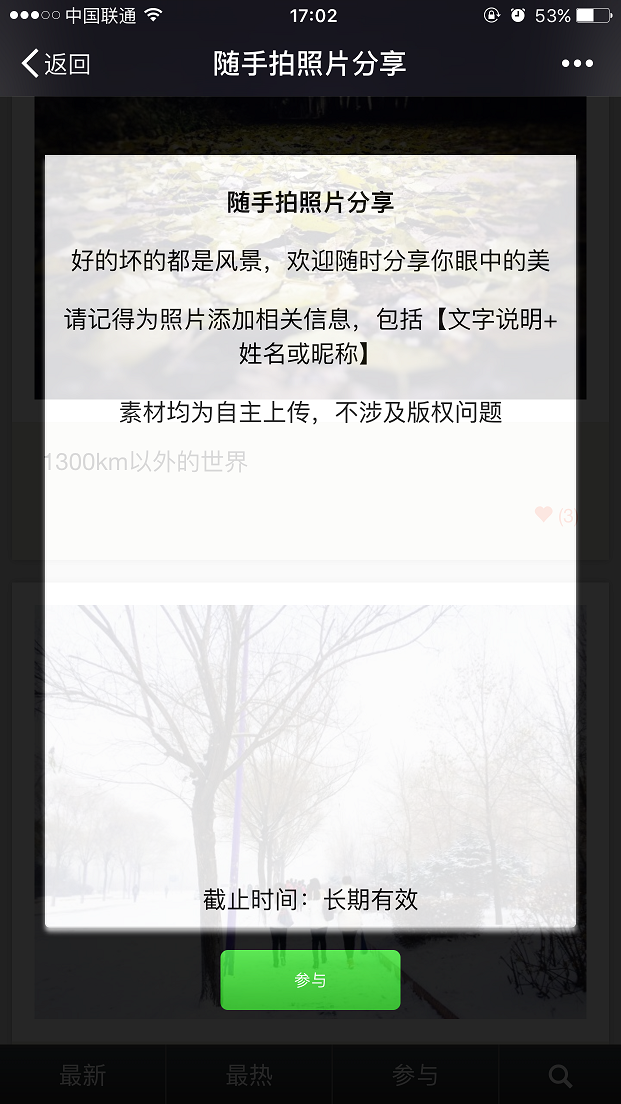 中国联通 17:02 53%
返回 随手拍照片分享
随手拍照片分享
好的坏的都是风景，欢迎随时分享你眼中的美
请记得为照片添加相关信息，包括【文字说明+
姓名或昵称】
素材均为自主上传，不涉及版权问题
1300km以外的世界
(3)
截止时间：长期有效
参与
最新 最热 参与